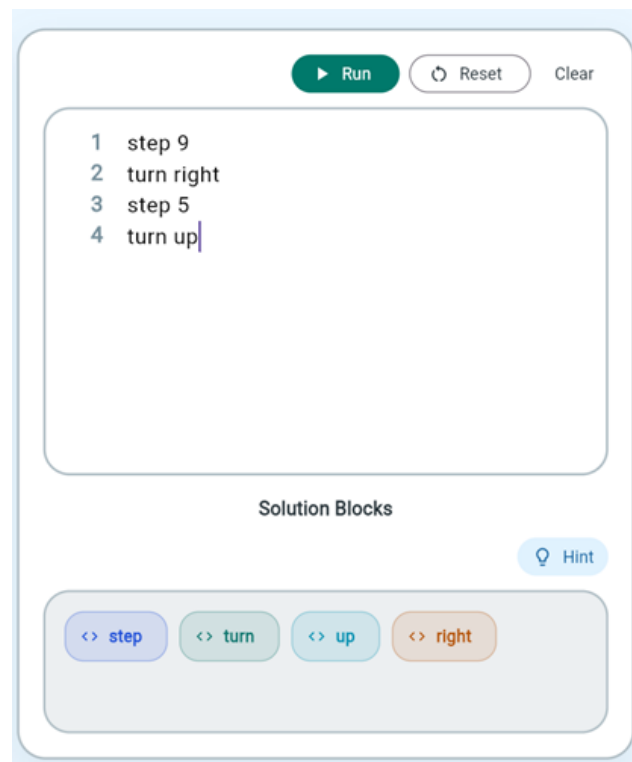 Run Reset Clear
1 step 9
2 turn right
3 step 5
4 turn up
Solution Blocks
Hint
<> step <> turn <> up <> right